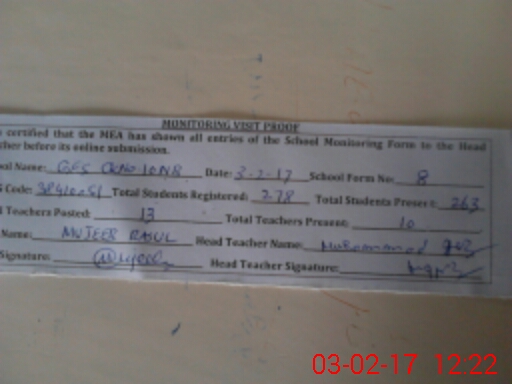 MONITORING VISIT PROOF
certified that the MEA has shown all entries of the School Monitoring Form to the Head
before its online submission.
Name: GES Date: 3-2-17 School Form No: 8
Code: Total Students Registered: 278 Total Students Present: 263
Teachers Posted: 13 Total Teachers Present: 10
Name: MUJEEB RASUL Head Teacher Name: Muhammad
Signature: Head Teacher Signature:
03-02-17 12:22